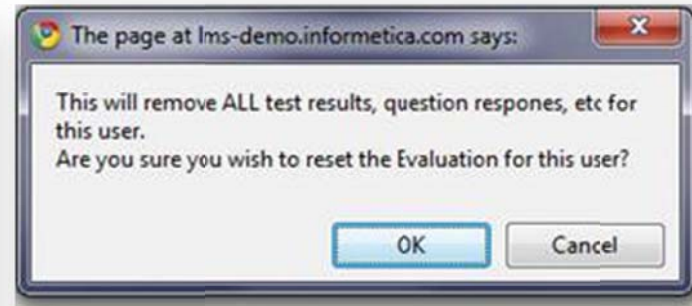 The page at lms-demo.informetica.com says:
This will remove ALL test results, question respones, etc for
this user.
Are you sure you wish to reset the Evaluation for this user?
OK
Cancel